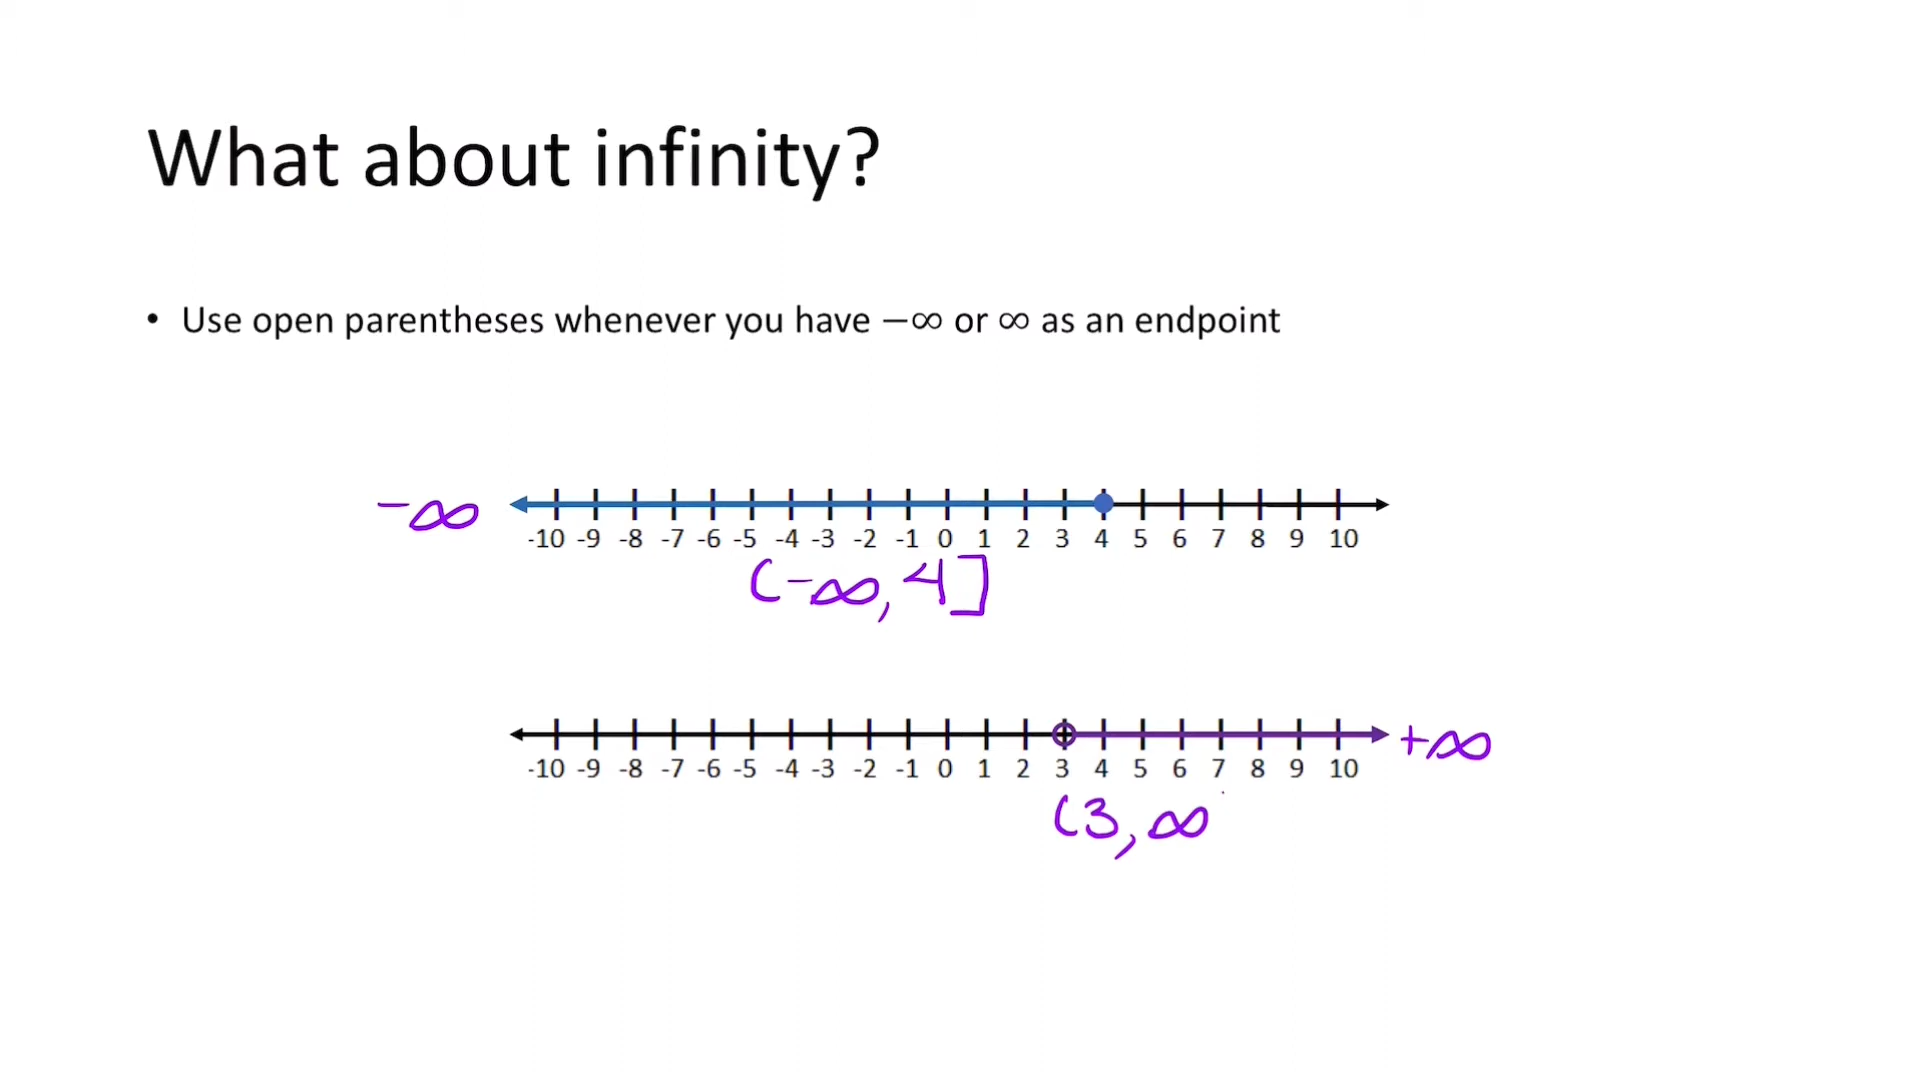 What about infinity?
• Use open parentheses whenever you have −∞ or ∞ as an endpoint
-∞
-10 -9 -8 -7 -6 -5 -4 -3 -2 -1 0 1 2 3 4 5 6 7 8 9 10
(-∞, 4]
+∞
-10 -9 -8 -7 -6 -5 -4 -3 -2 -1 0 1 2 3 4 5 6 7 8 9 10
(3, ∞